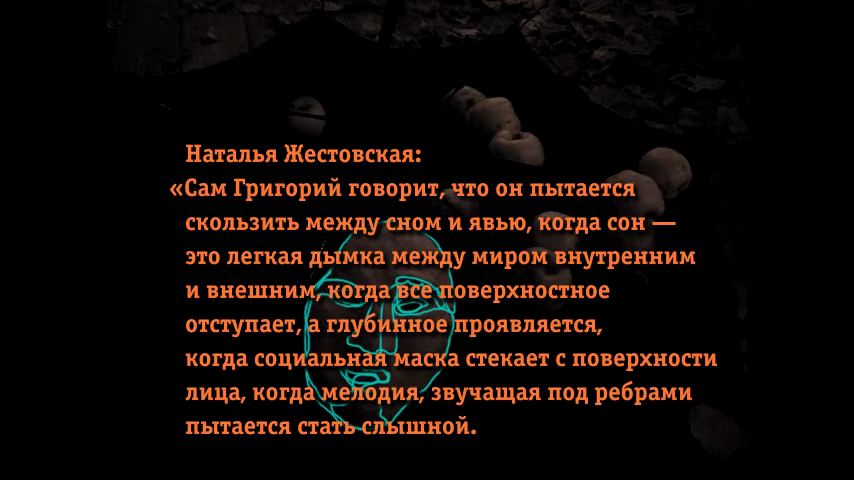 Наталья Жестовская:
«Сам Григорий говорит, что он пытается
скользить между сном и явью, когда сон —
это легкая дымка между миром внутренним
и внешним, когда все поверхностное
отступает, а глубинное проявляется,
когда социальная маска стекает с поверхности
лица, когда мелодия, звучащая под ребрами
пытается стать слышной.